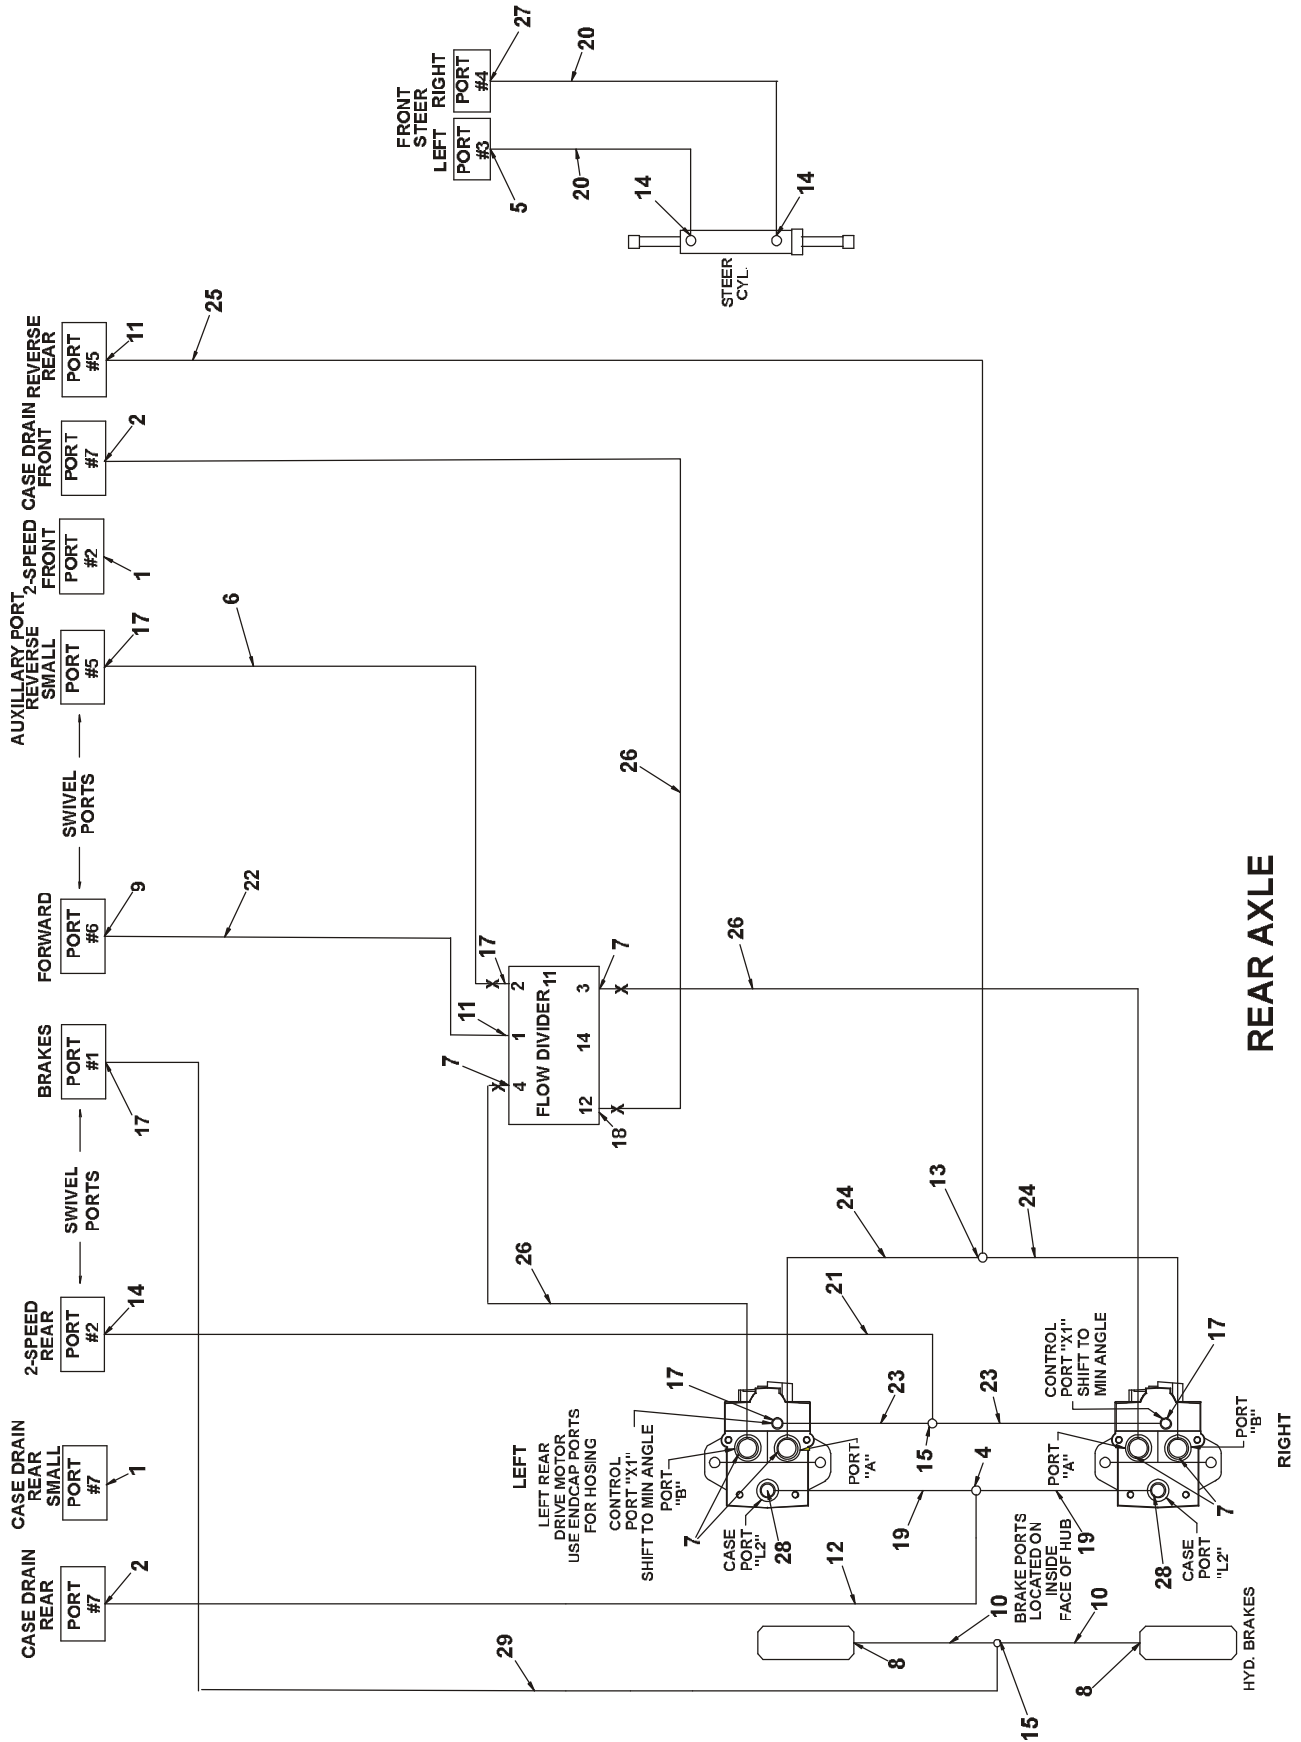 CASE DRAIN
REAR
PORT
#7
2
CASE DRAIN
REAR
SMALL
PORT
#7
1
2-SPEED
REAR
PORT
#2
14
SWIVEL
PORTS
BRAKES
PORT
#1
17
FORWARD
PORT
#6
9
SWIVEL
PORTS
AUXILLARY PORT
REVERSE
SMALL
PORT
#5
17
2-SPEED
FRONT
PORT
#2
1
CASE DRAIN
FRONT
PORT
#7
2
REVERSE
REAR
PORT
#5
11
22
6
25
FRONT
STEER
LEFT
RIGHT
PORT
#3
PORT
#4
5
27
20
20
14
14
STEER
CYL.
7
11
17
4
1
2
FLOW DIVIDER
11
12
14
3
18
7
26
26
26
29
12
21
24
13
24
LEFT
LEFT REAR
DRIVE MOTOR
USE ENDCAP PORTS
FOR HOSING
CONTROL
PORT "X1"
SHIFT TO MIN ANGLE
PORT
"B"
17
7
CASE
PORT
"L2"
28
PORT
"A"
23
15
23
19
4
19
CONTROL
PORT "X1"
SHIFT TO
MIN ANGLE
17
PORT
"A"
PORT
"B"
7
28
CASE
PORT
"L2"
RIGHT
BRAKE PORTS
LOCATED ON
INSIDE
FACE OF HUB
8
10
10
8
15
HYD. BRAKES
REAR AXLE